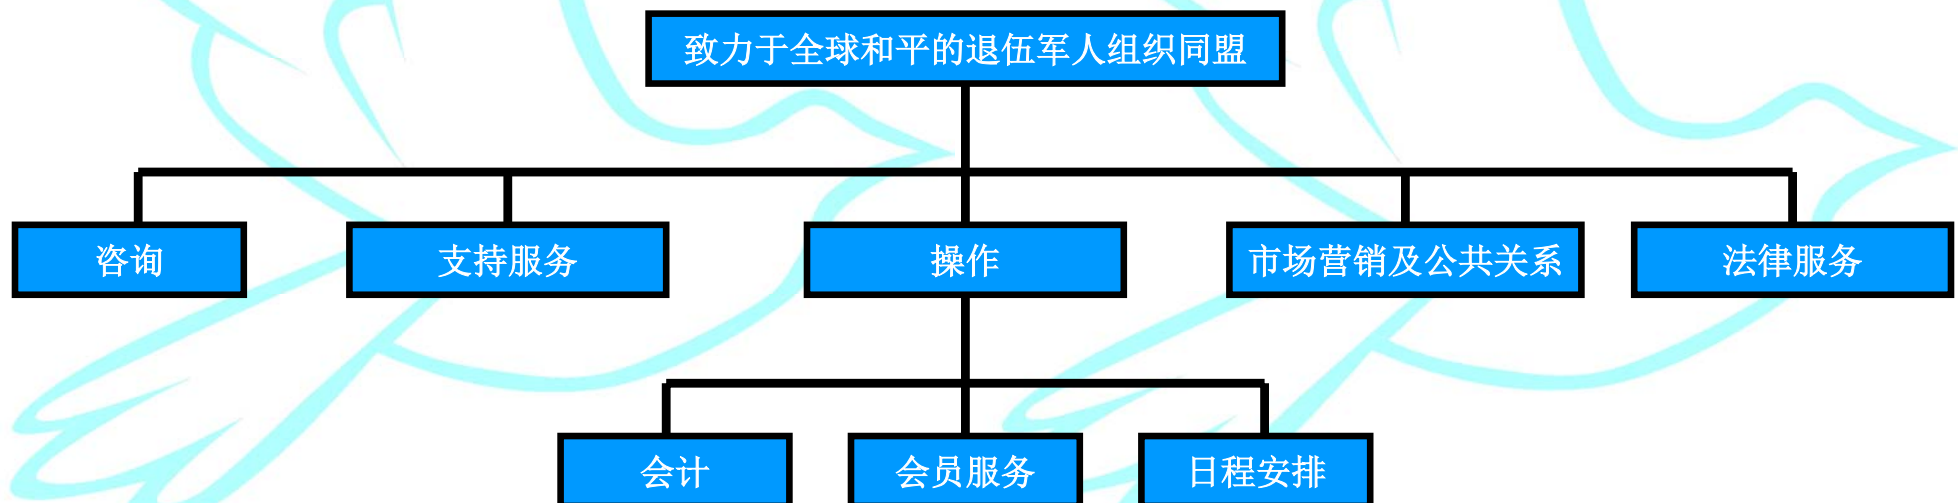 致力于全球和平的退伍军人组织同盟
咨询
支持服务
操作
市场营销及公共关系
法律服务
会计
会员服务
日程安排